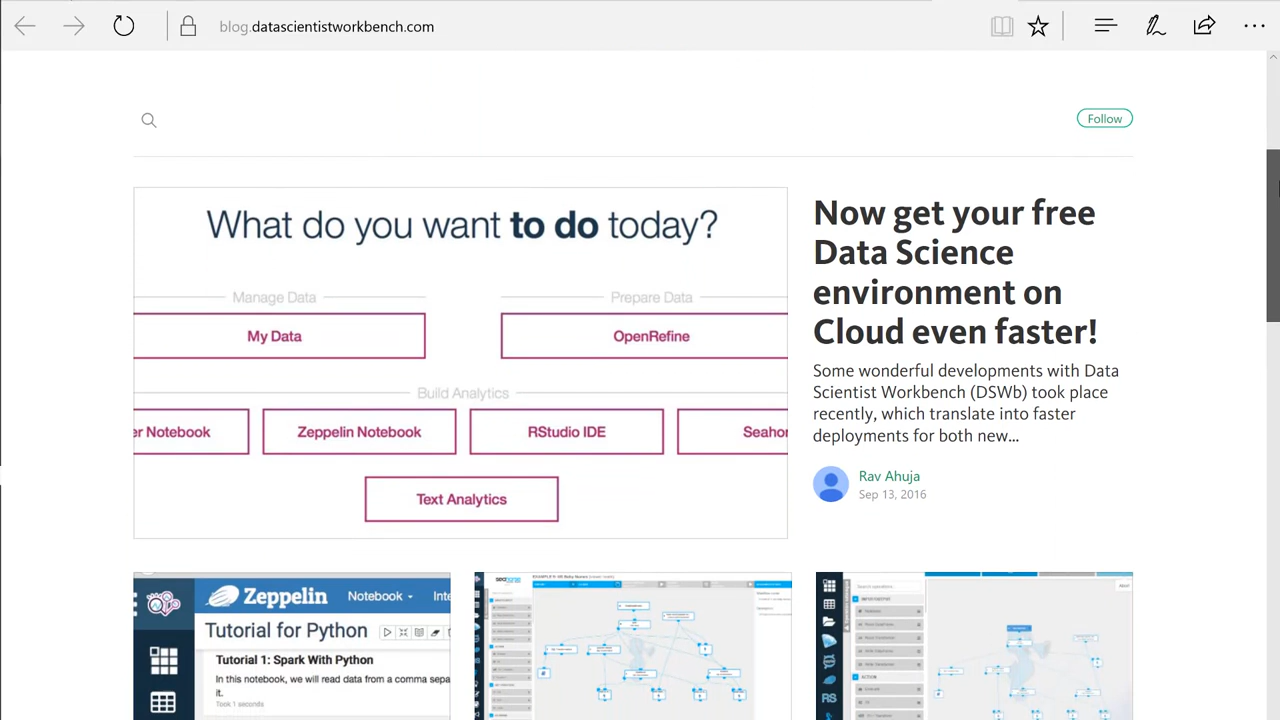 blog.datascientistworkbench.com
Follow
What do you want to do today?
Manage Data
Prepare Data
My Data
OpenRefine
Build Analytics
er Notebook
Zeppelin Notebook
RStudio IDE
Seahor
Text Analytics
Now get your free
Data Science
environment on
Cloud even faster!
Some wonderful developments with Data
Scientist Workbench (DSWb) took place
recently, which translate into faster
deployments for both new...
Rav Ahuja
Sep 13, 2016
Zeppelin
Notebook
Inte
Tutorial for Python
Tutorial 1: Spark With Python
In this notebook, we will read data from a comma sepa
Took 1 seconds
RS